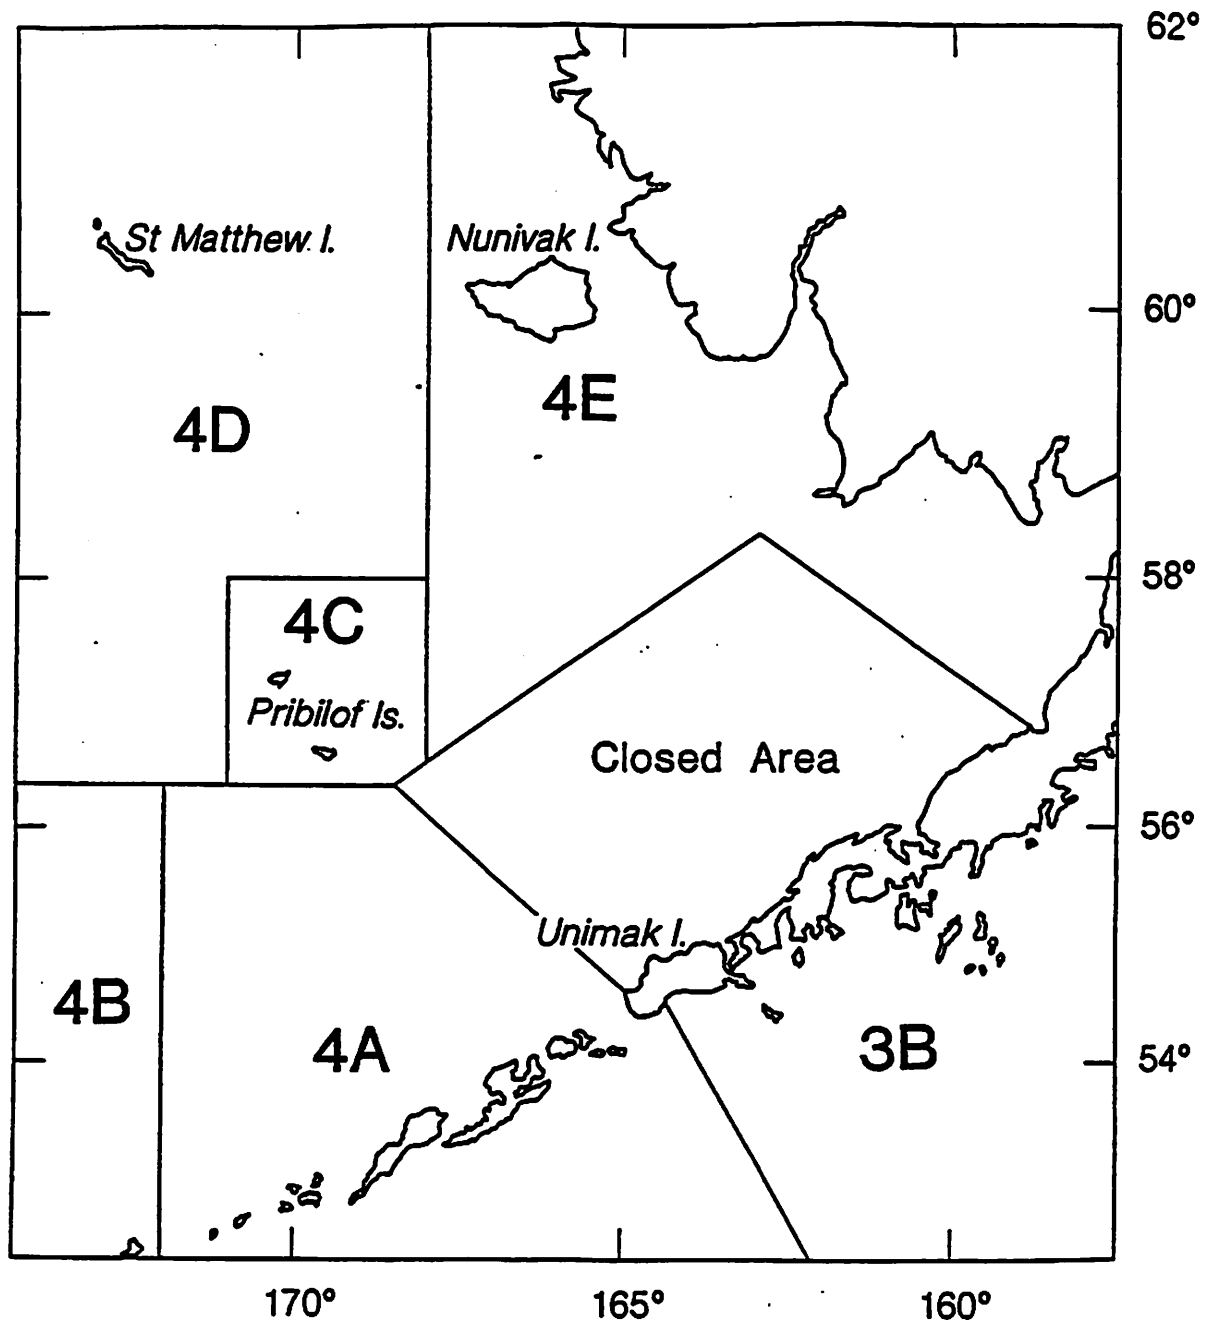 62°
St Matthew I.
Nunivak I.
60°
4E
4D
58°
4C
Pribilof Is.
Closed Area
56°
Unimak I.
4B
4A
3B
54°
170°
165°
160°